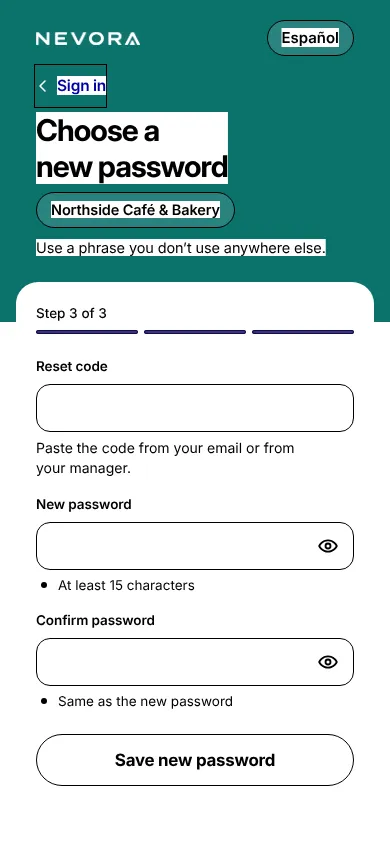 NEVORA
Español
Sign in
Choose a
new password
Northside Café & Bakery
Use a phrase you don’t use anywhere else.
Step 3 of 3
Reset code
Paste the code from your email or from
your manager.
New password
At least 15 characters
Confirm password
Same as the new password
Save new password